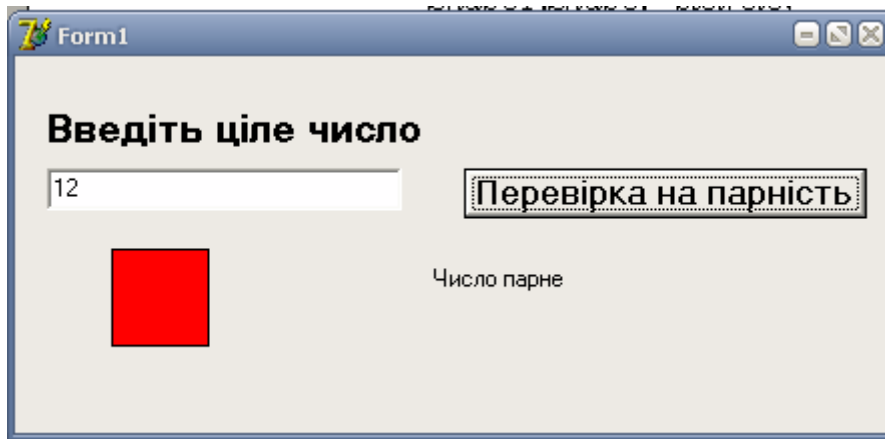 Form1
Введіть ціле число
12
Перевірка на парність
Число парне